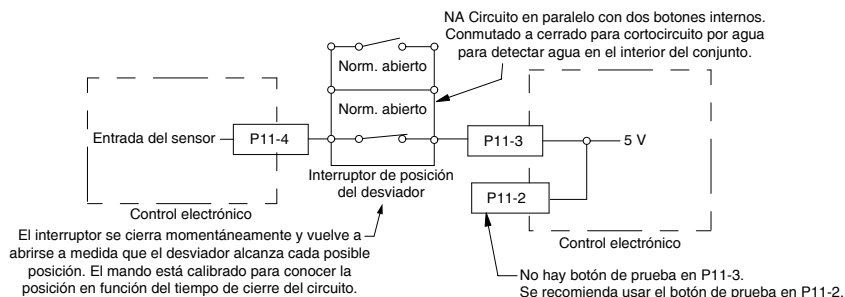 NA Circuito en paralelo con dos botones internos.
Conmutado a cerrado para cortocircuito por agua
para detectar agua en el interior del conjunto.
Norm. abierto
Norm. abierto
Entrada del sensor
P11-4
P11-3
5 V
Interruptor de posición
del desviador
P11-2
Control electrónico
Control electrónico
El interruptor se cierra momentáneamente y vuelve a
abrirse a medida que el desviador alcanza cada posible
posición. El mando está calibrado para conocer la
posición en función del tiempo de cierre del circuito.
No hay botón de prueba en P11-3.
Se recomienda usar el botón de prueba en P11-2.